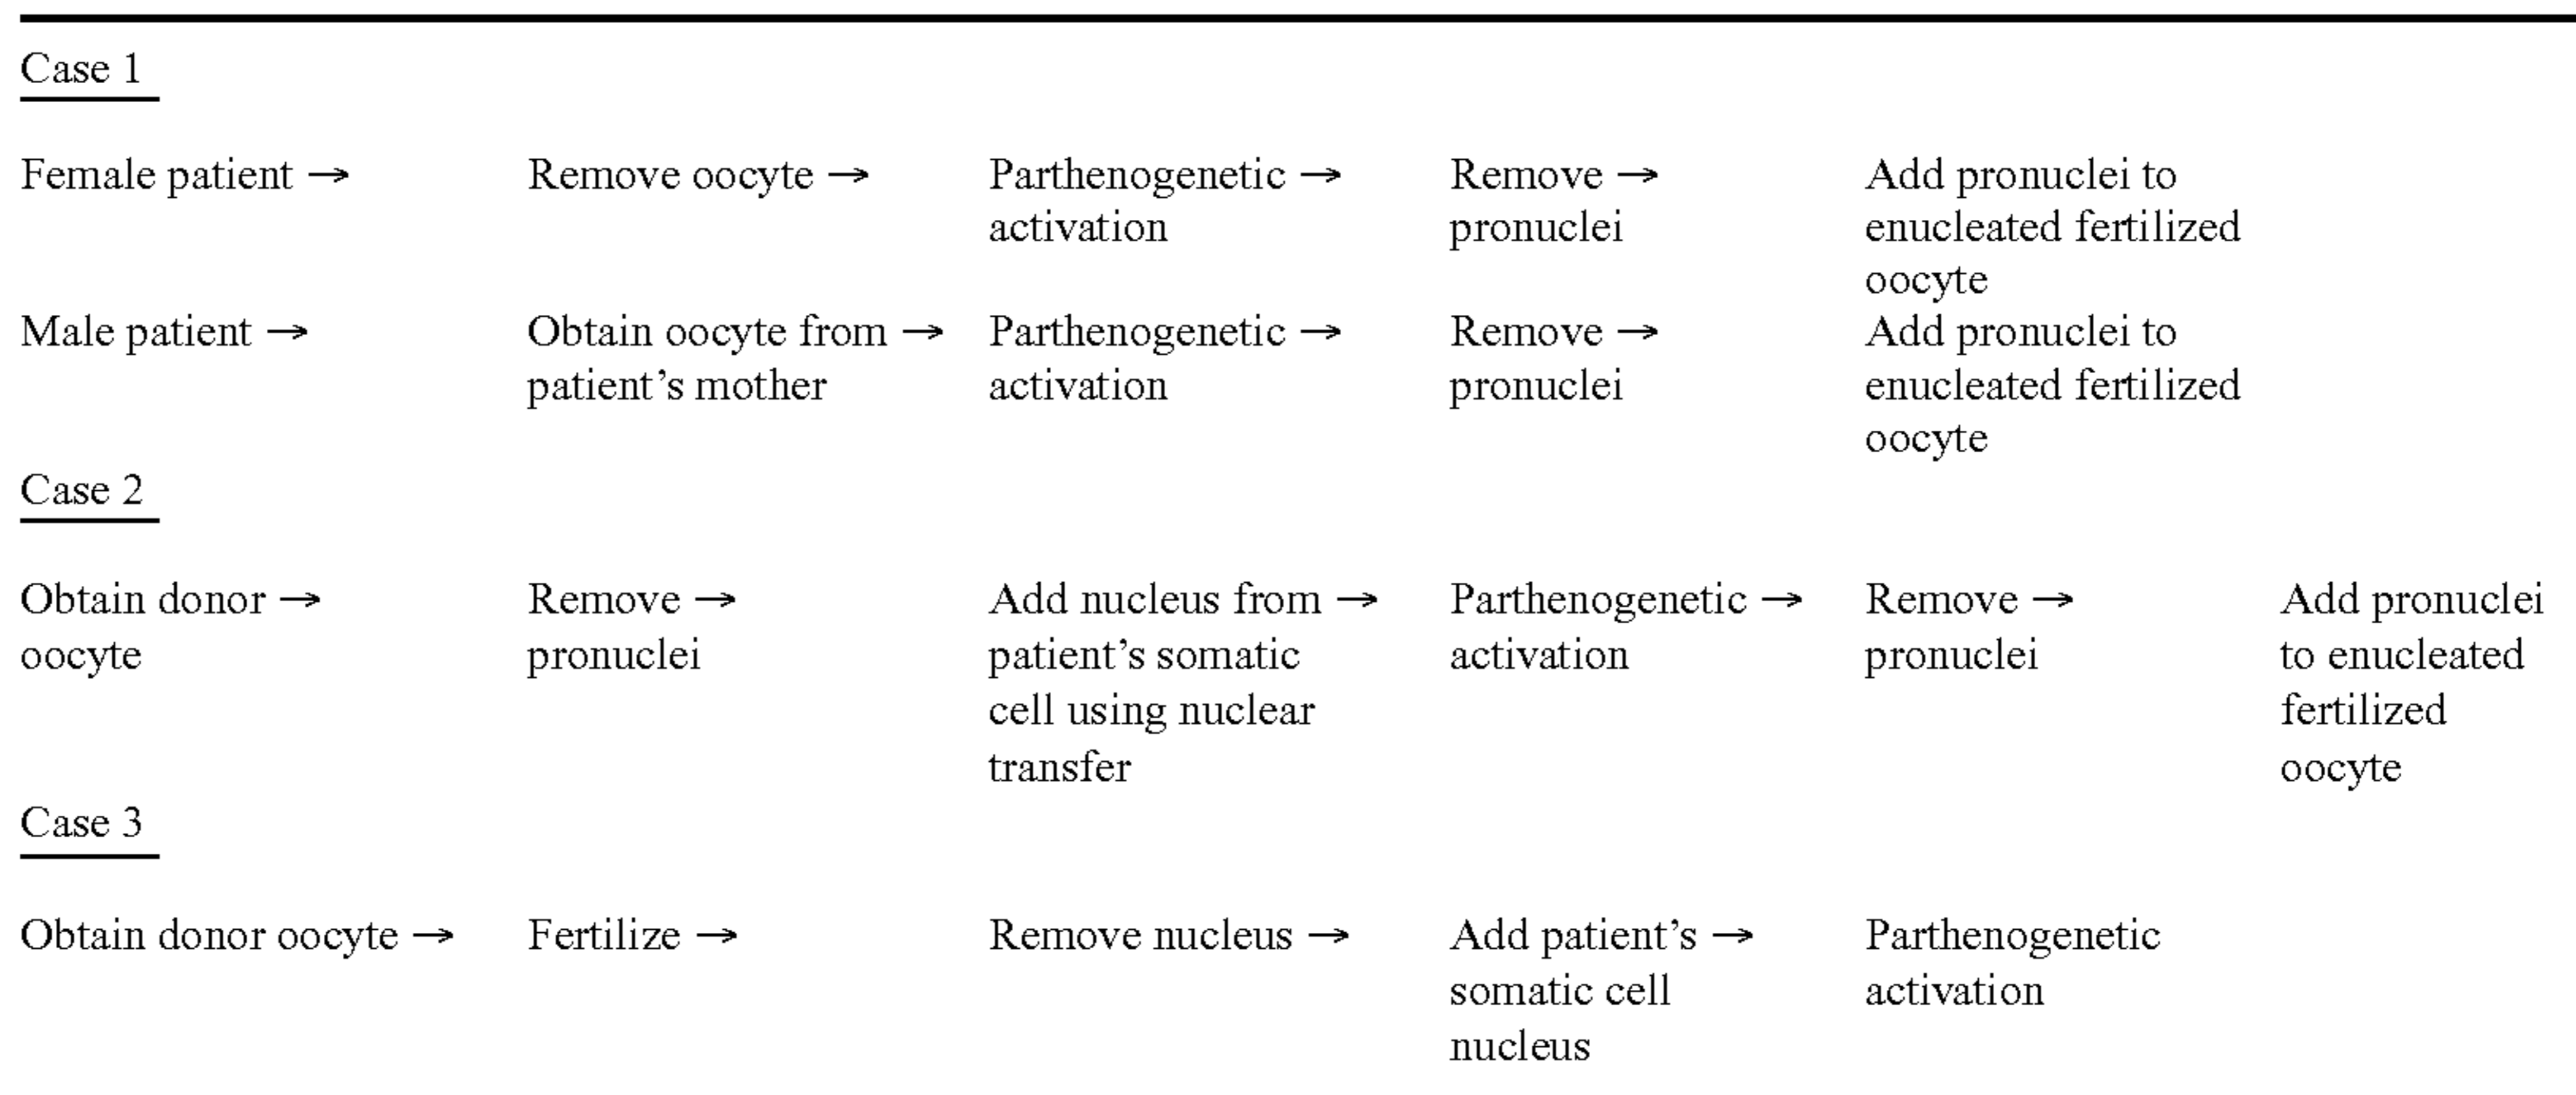 Case 1
Female patient → Remove oocyte → Parthenogenetic → Remove → Add pronuclei to
activation pronuclei enucleated fertilized
oocyte
Male patient → Obtain oocyte from → Parthenogenetic → Remove → Add pronuclei to
patient’s mother activation pronuclei enucleated fertilized
oocyte
Case 2
Obtain donor → Remove → Add nucleus from → Parthenogenetic → Remove → Add pronuclei
oocyte pronuclei patient’s somatic activation pronuclei to enucleated
cell using nuclear fertilized
transfer oocyte
Case 3
Obtain donor oocyte → Fertilize → Remove nucleus → Add patient’s → Parthenogenetic
somatic cell activation
nucleus